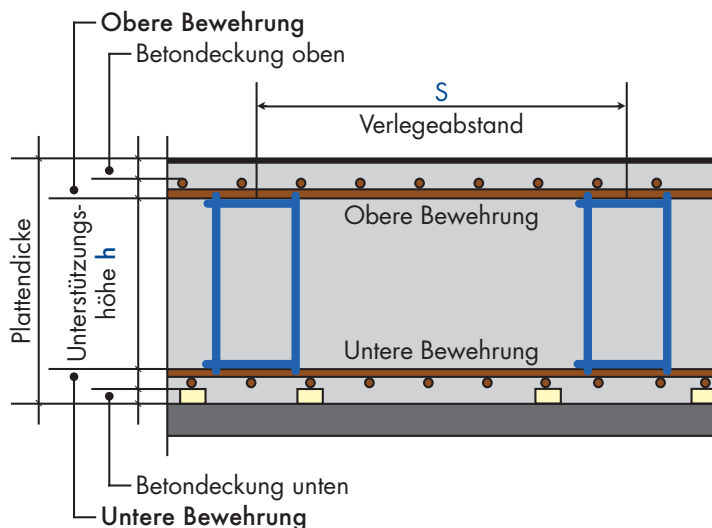 Obere Bewehrung
Betondeckung oben
S
Verlegeabstand
Obere Bewehrung
Plattendicke
Unterstützungs-
höhe h
Untere Bewehrung
Betondeckung unten
Untere Bewehrung